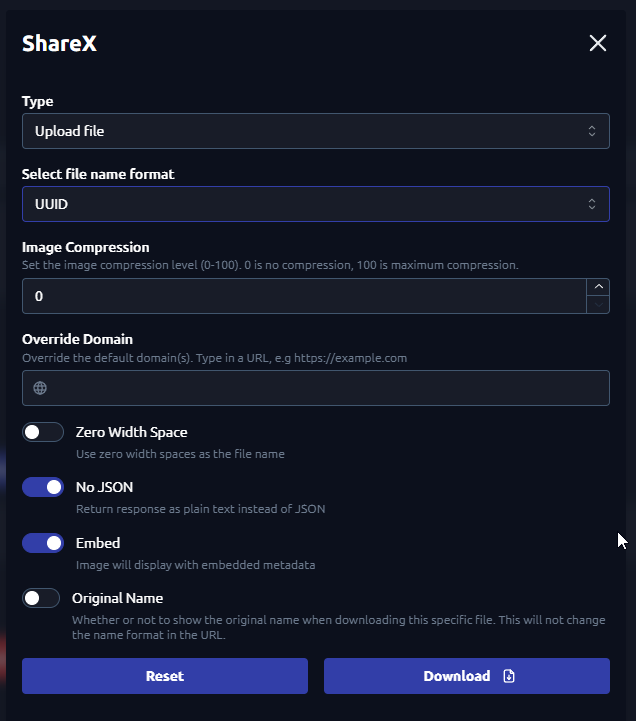 ShareX
Type
Upload file
Select file name format
UUID
Image Compression
Set the image compression level (0-100). 0 is no compression, 100 is maximum compression.
0
Override Domain
Override the default domain(s). Type in a URL, e.g https://example.com
Zero Width Space
Use zero width spaces as the file name
No JSON
Return response as plain text instead of JSON
Embed
Image will display with embedded metadata
Original Name
Whether or not to show the original name when downloading this specific file. This will not change
the name format in the URL.
Reset
Download